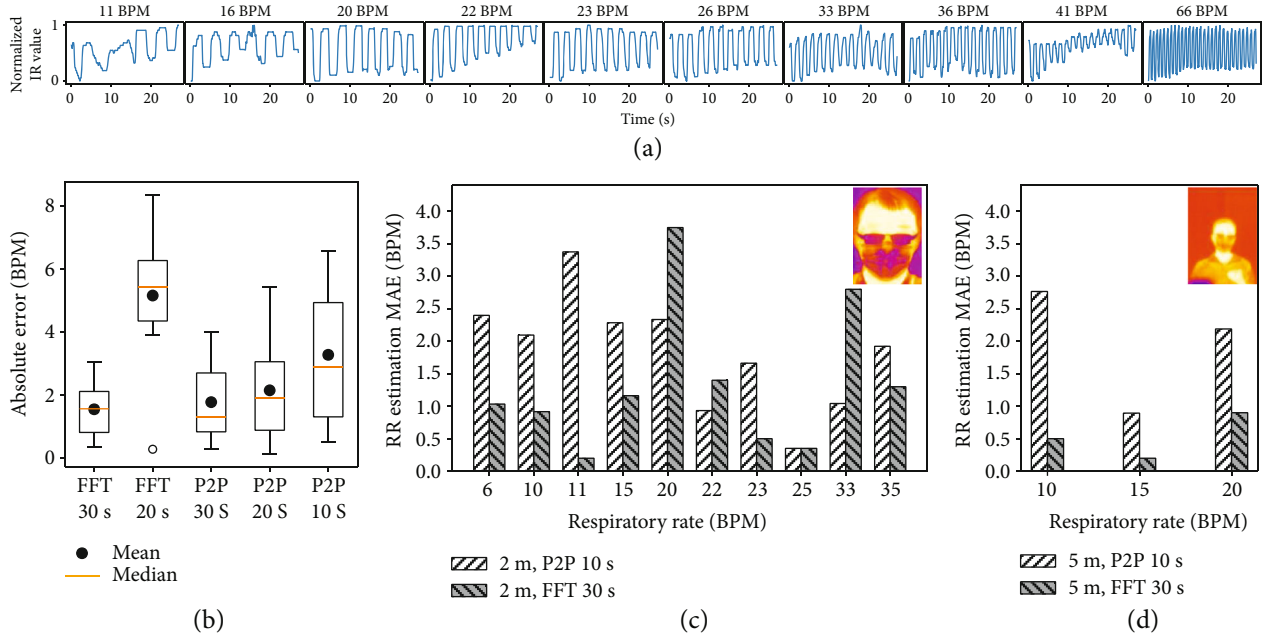 11 BPM 16 BPM 20 BPM 22 BPM 23 BPM 26 BPM 33 BPM 36 BPM 41 BPM 66 BPM
Normalized
IR value
1
0
0 10 20 0 10 20 0 10 20 0 10 20 0 10 20 0 10 20 0 10 20 0 10 20 0 10 20 0 10 20
Time (s)
(a)
Absolute error (BPM)
8
6
4
2
0
FFT FFT P2P P2P P2P
30 s 20 s 30 S 20 S 10 S
Mean
Median
(b)
RR estimation MAE (BPM)
4.0
3.5
3.0
2.5
2.0
1.5
1.0
0.5
0.0
6 10 11 15 20 22 23 25 33 35
Respiratory rate (BPM)
2 m, P2P 10 s
2 m, FFT 30 s
(c)
RR estimation MAE (BPM)
4.0
3.5
3.0
2.5
2.0
1.5
1.0
0.5
0.0
10 15 20
Respiratory rate (BPM)
5 m, P2P 10 s
5 m, FFT 30 s
(d)